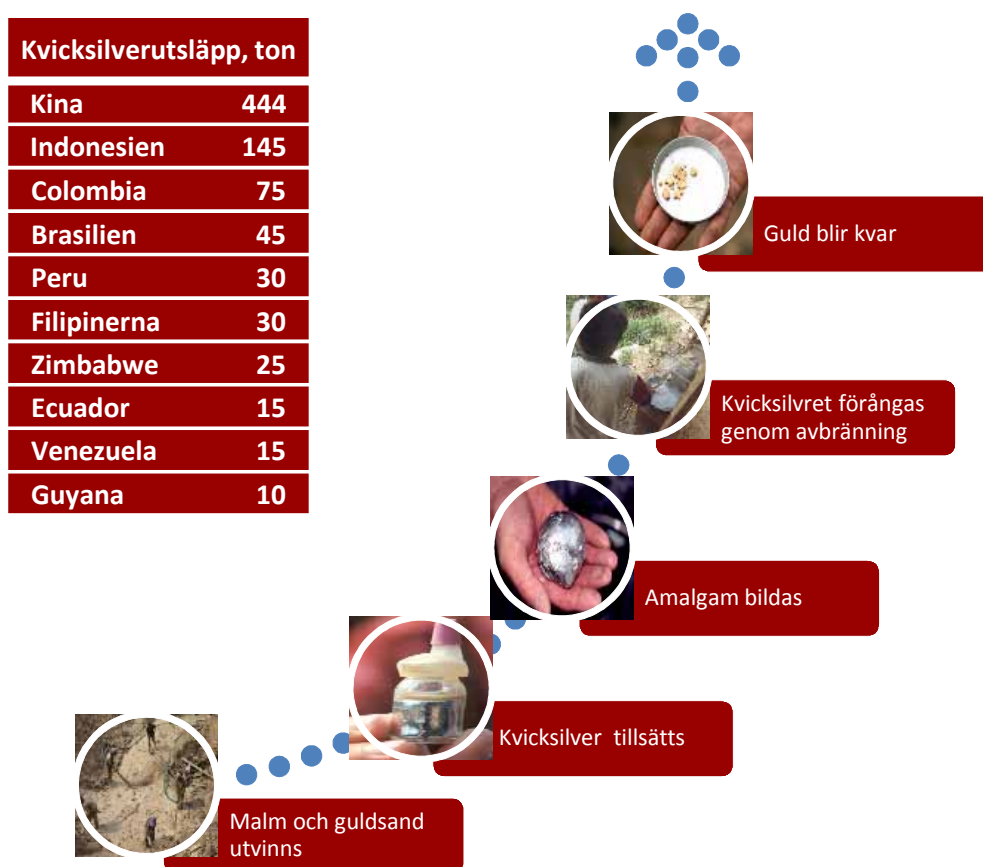 Kvicksilverutsläpp, ton
Kina 444
Indonesien 145
Colombia 75
Brasilien 45
Peru 30
Filipinerna 30
Zimbabwe 25
Ecuador 15
Venezuela 15
Guyana 10
Guld blir kvar
Kvicksilvret förångas
genom avbränning
Amalgam bildas
Kvicksilver tillsätts
Malm och guldsand
utvinns